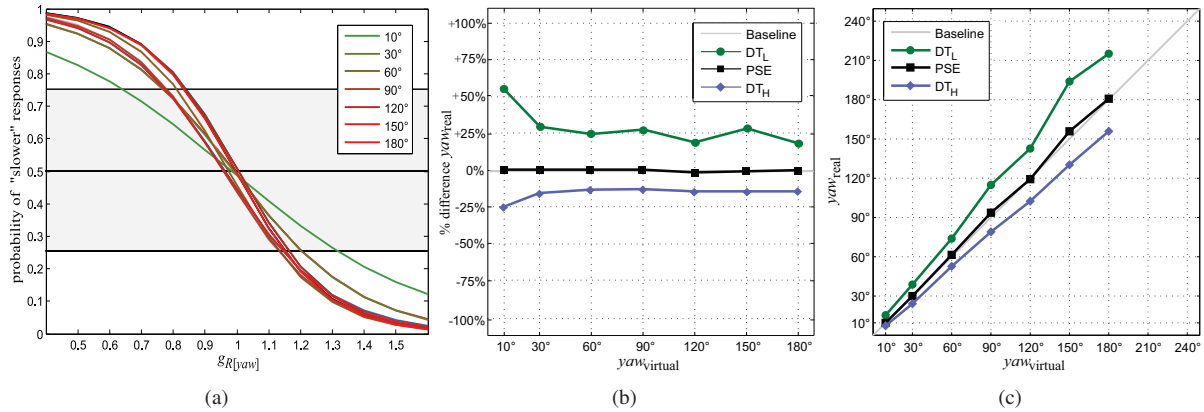 1
0.9
0.8
0.7
0.6
0.5
0.4
0.3
0.2
0.1
0
probability of "slower" responses
0.5 0.6 0.7 0.8 0.9 1.0 1.1 1.2 1.3 1.4 1.5
gR[yaw]
10°
30°
60°
90°
120°
150°
180°
(a)
+100%
+75%
+50%
+25%
0%
-25%
-50%
-75%
-100%
% difference yawreal
10° 30° 60° 90° 120° 150° 180°
yawvirtual
Baseline
DTL
PSE
DTH
(b)
240°
210°
180°
150°
120°
90°
60°
30°
10°
yawreal
10° 30° 60° 90° 120° 150° 180° 210° 240°
yawvirtual
Baseline
DTL
PSE
DTH
(c)